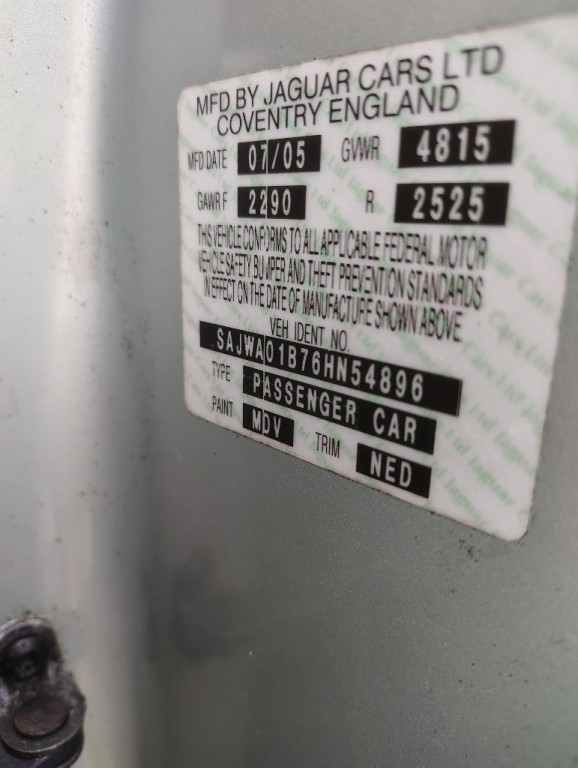 MFD BY JAGUAR CARS LTD
COVENTRY ENGLAND
MFD DATE 07/05 GVWR 4815
GAWR F 2290 R 2525
THIS VEHICLE CONFORMS TO ALL APPLICABLE FEDERAL MOTOR
VEHICLE SAFETY BUMPER AND THEFT PREVENTION STANDARDS
IN EFFECT ON THE DATE OF MANUFACTURE SHOWN ABOVE.
VEH IDENT NO.
SAJWA01B76HN54896
TYPE PASSENGER CAR
PAINT MDV TRIM NED